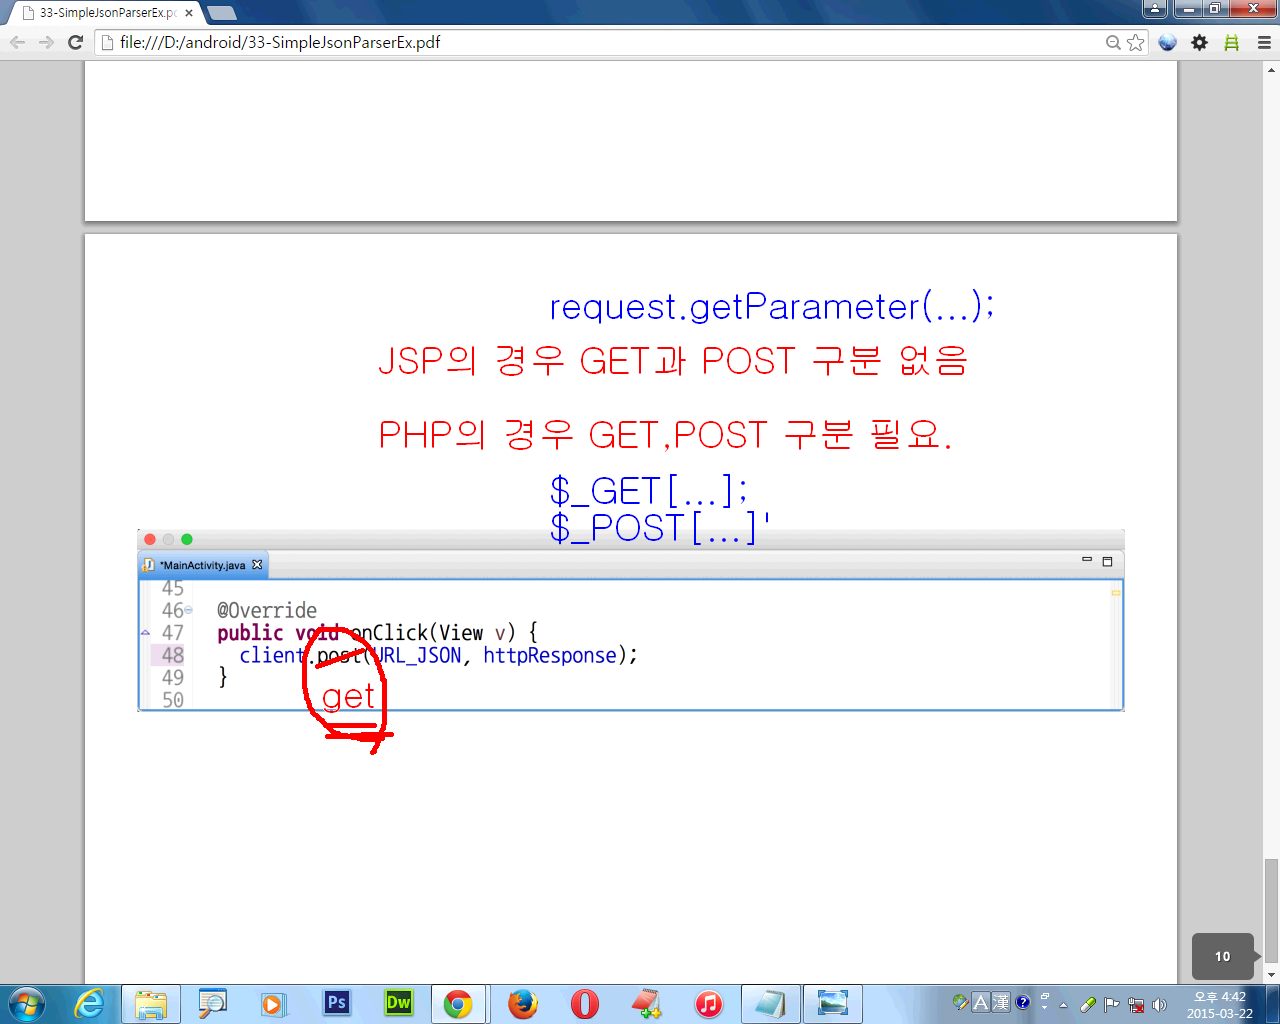 33-SimpleJsonParserEx.pd
file:///D:/android/33-SimpleJsonParserEx.pdf
request.getParameter(...);
JSP의 경우 GET과 POST 구분 없음
PHP의 경우 GET,POST 구분 필요.
$_GET[...];
$_POST[...]'
*MainActivity.java
45
46 @Override
47 public void onClick(View v) {
48 client.post(URL_JSON, httpResponse);
49 }
50
get
10
Ps
Dw
A 漢
오후 4:42
2015-03-22